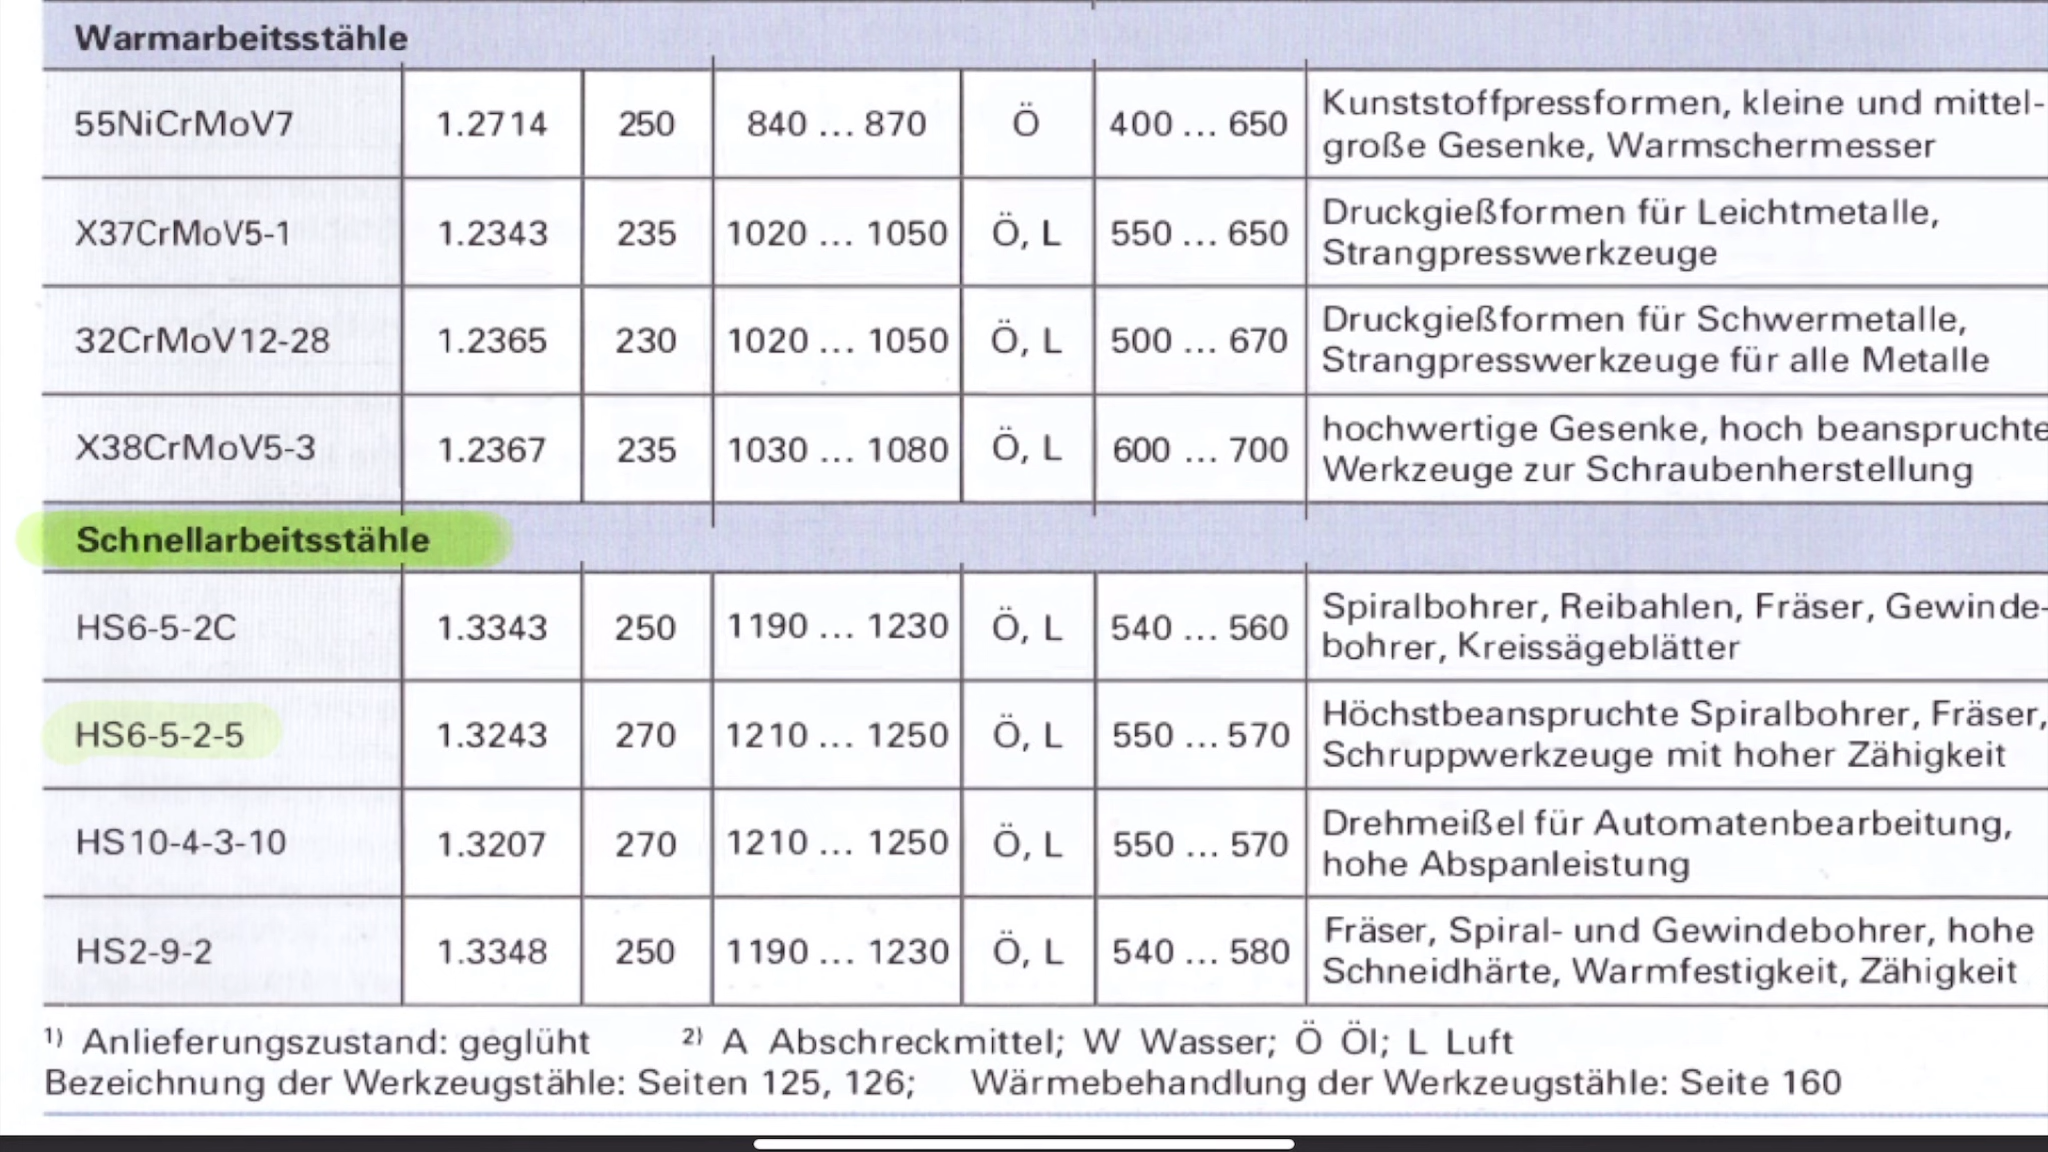 Warmarbeitsstähle
55NiCrMoV7 1.2714 250 840 ... 870 Ö 400 ... 650 Kunststoffpressformen, kleine und mittel-
große Gesenke, Warmschermesser
X37CrMoV5-1 1.2343 235 1020 ... 1050 Ö, L 550 ... 650 Druckgießformen für Leichtmetalle,
Strangpresswerkzeuge
32CrMoV12-28 1.2365 230 1020 ... 1050 Ö, L 500 ... 670 Druckgießformen für Schwermetalle,
Strangpresswerkzeuge für alle Metalle
X38CrMoV5-3 1.2367 235 1030 ... 1080 Ö, L 600 ... 700 hochwertige Gesenke, hoch beanspruchte
Werkzeuge zur Schraubenherstellung
Schnellarbeitsstähle
HS6-5-2C 1.3343 250 1190 ... 1230 Ö, L 540 ... 560 Spiralbohrer, Reibahlen, Fräser, Gewinde-
bohrer, Kreissägeblätter
HS6-5-2-5 1.3243 270 1210 ... 1250 Ö, L 550 ... 570 Höchstbeanspruchte Spiralbohrer, Fräser,
Schruppwerkzeuge mit hoher Zähigkeit
HS10-4-3-10 1.3207 270 1210 ... 1250 Ö, L 550 ... 570 Drehmeißel für Automatenbearbeitung,
hohe Abspanleistung
HS2-9-2 1.3348 250 1190 ... 1230 Ö, L 540 ... 580 Fräser, Spiral- und Gewindebohrer, hohe
Schneidhärte, Warmfestigkeit, Zähigkeit
1) Anlieferungszustand: geglüht 2) A Abschreckmittel; W Wasser; Ö Öl; L Luft
Bezeichnung der Werkzeugstähle: Seiten 125, 126; Wärmebehandlung der Werkzeugstähle: Seite 160